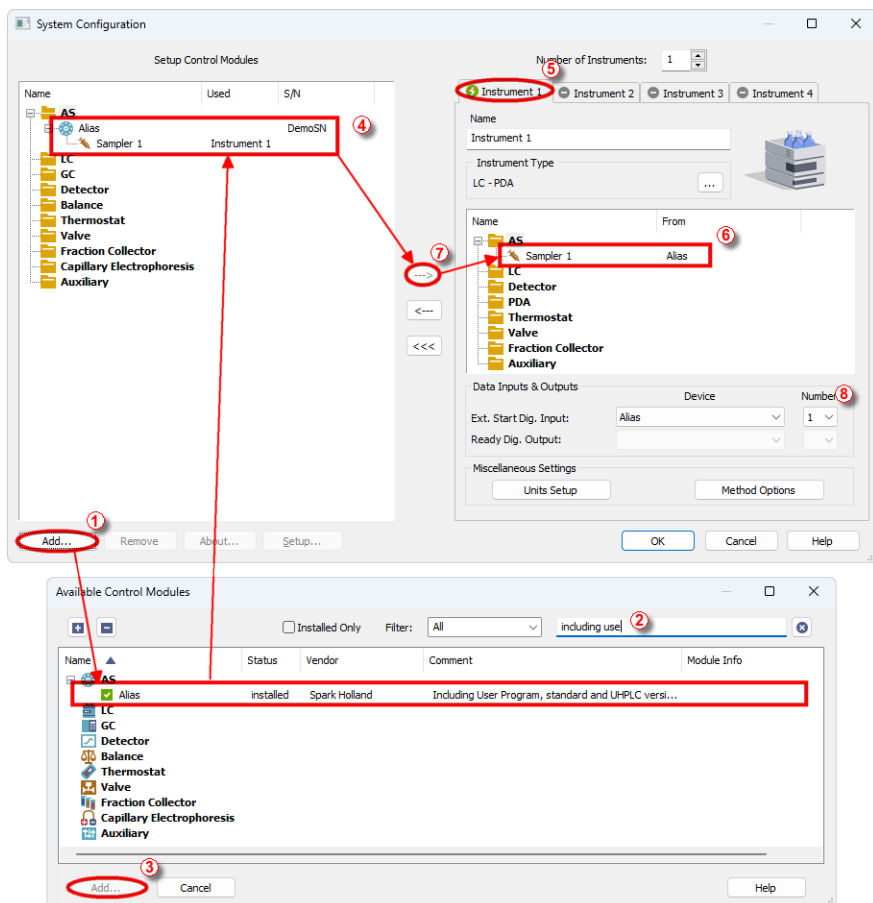 System Configuration
Setup Control Modules
Number of Instruments: 1
⑤
Name Used S/N
AS
Alias DemoSN
④
Sampler 1 Instrument 1
LC
GC
Detector
Balance
Thermostat
Valve
Fraction Collector
Capillary Electrophoresis
Auxiliary
--->
⑦
<---
<<<
Instrument 1 Instrument 2 Instrument 3 Instrument 4
Name
Instrument 1
Instrument Type
LC - PDA ...
Name From
⑥
AS
Sampler 1 Alias
LC
Detector
PDA
Thermostat
Valve
Fraction Collector
Auxiliary
Data Inputs & Outputs
Device Number
⑧
Ext. Start Dig. Input: Alias 1
Ready Dig. Output:
Miscellaneous Settings
Units Setup Method Options
①
Add... Remove About... Setup... OK Cancel Help
Available Control Modules
Installed Only Filter: All including use
②
Name Status Vendor Comment Module Info
AS
Alias installed Spark Holland Including User Program, standard and UHPLC versi...
LC
GC
Detector
Balance
Thermostat
Valve
Fraction Collector
Capillary Electrophoresis
Auxiliary
③
Add... Cancel Help